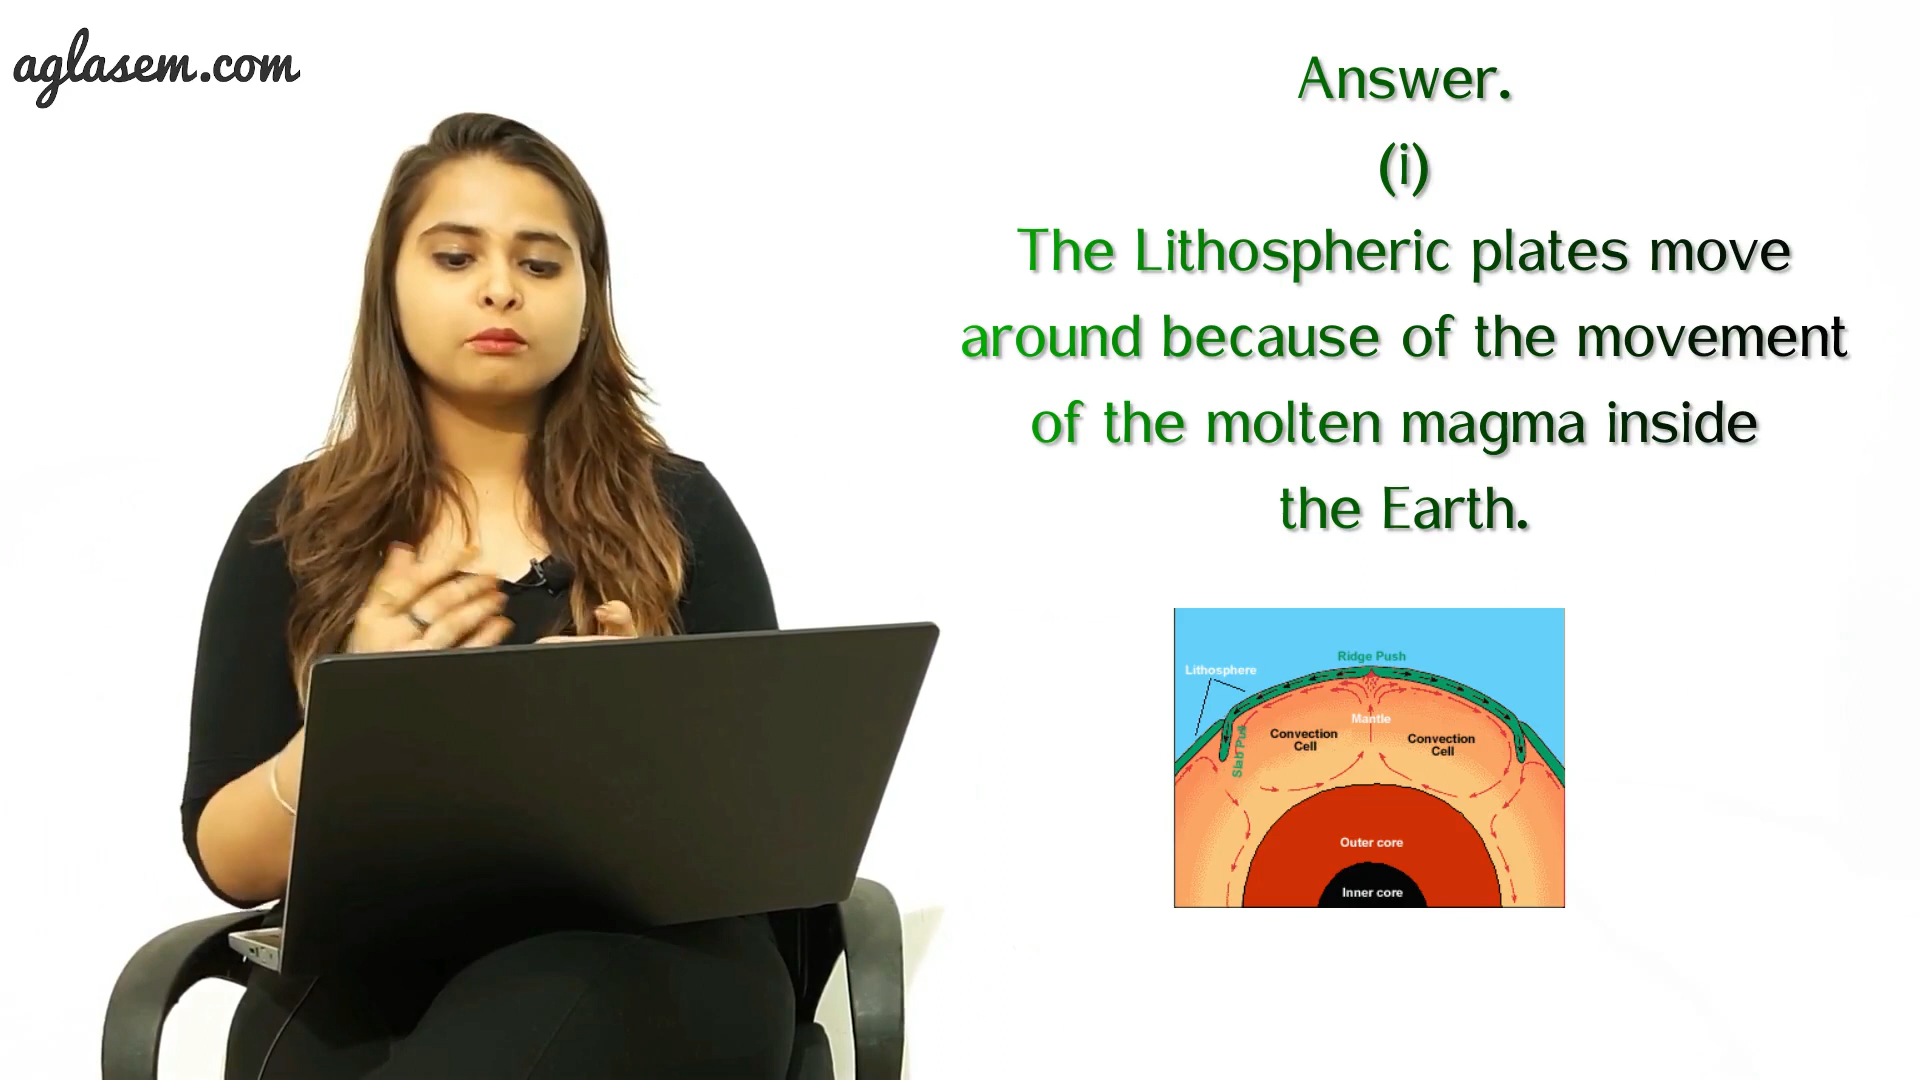 aglasem.com
Answer.
(i)
The Lithospheric plates move
around because of the movement
of the molten magma inside
the Earth.
Ridge Push
Lithosphere
Mantle
Convection
Cell
Convection
Cell
Slab Pull
Outer core
Inner core